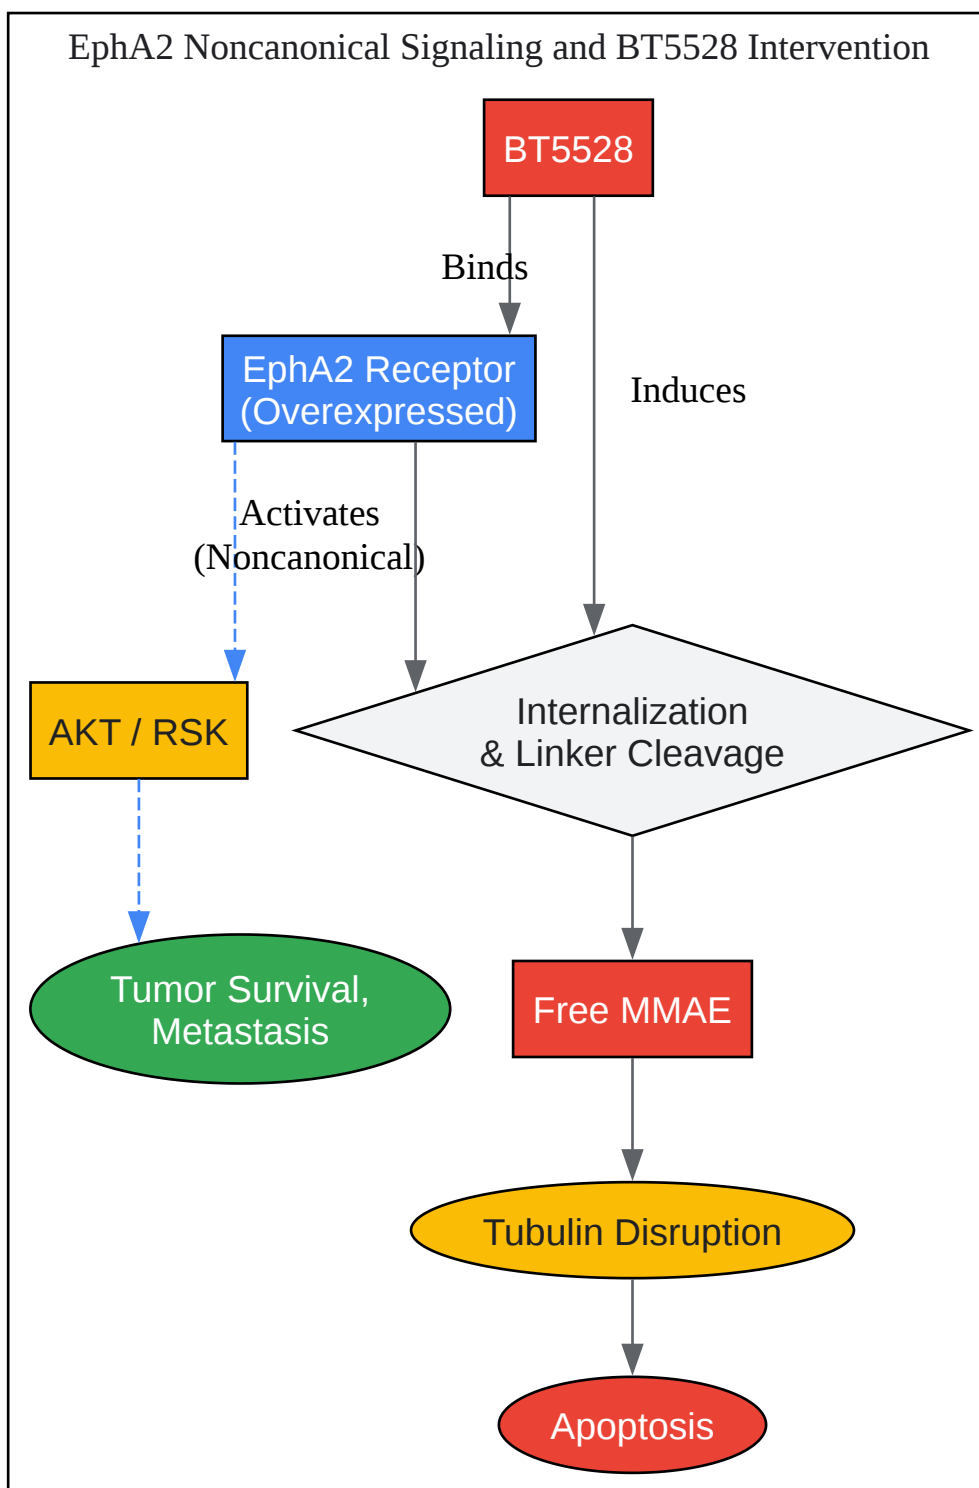 EphA2 Noncanonical Signaling and BT5528 Intervention
BT5528
Binds
EphA2 Receptor
(Overexpressed)
Induces
Activates
(Noncanonical)
AKT / RSK
Internalization
& Linker Cleavage
Tumor Survival,
Metastasis
Free MMAE
Tubulin Disruption
Apoptosis